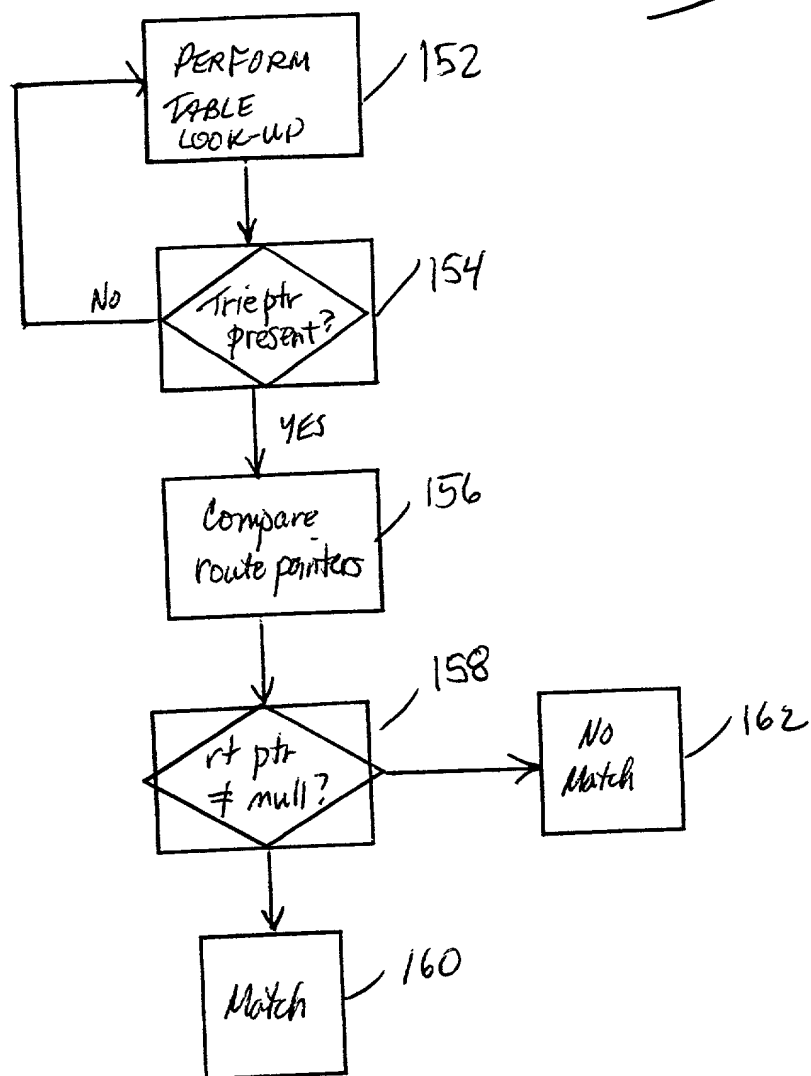 PERFORM
TABLE
LOOK-UP
152
Trie ptr
present?
154
No
YES
Compare
route pointers
156
rt ptr
≠ null?
158
No
Match
162
Match
160